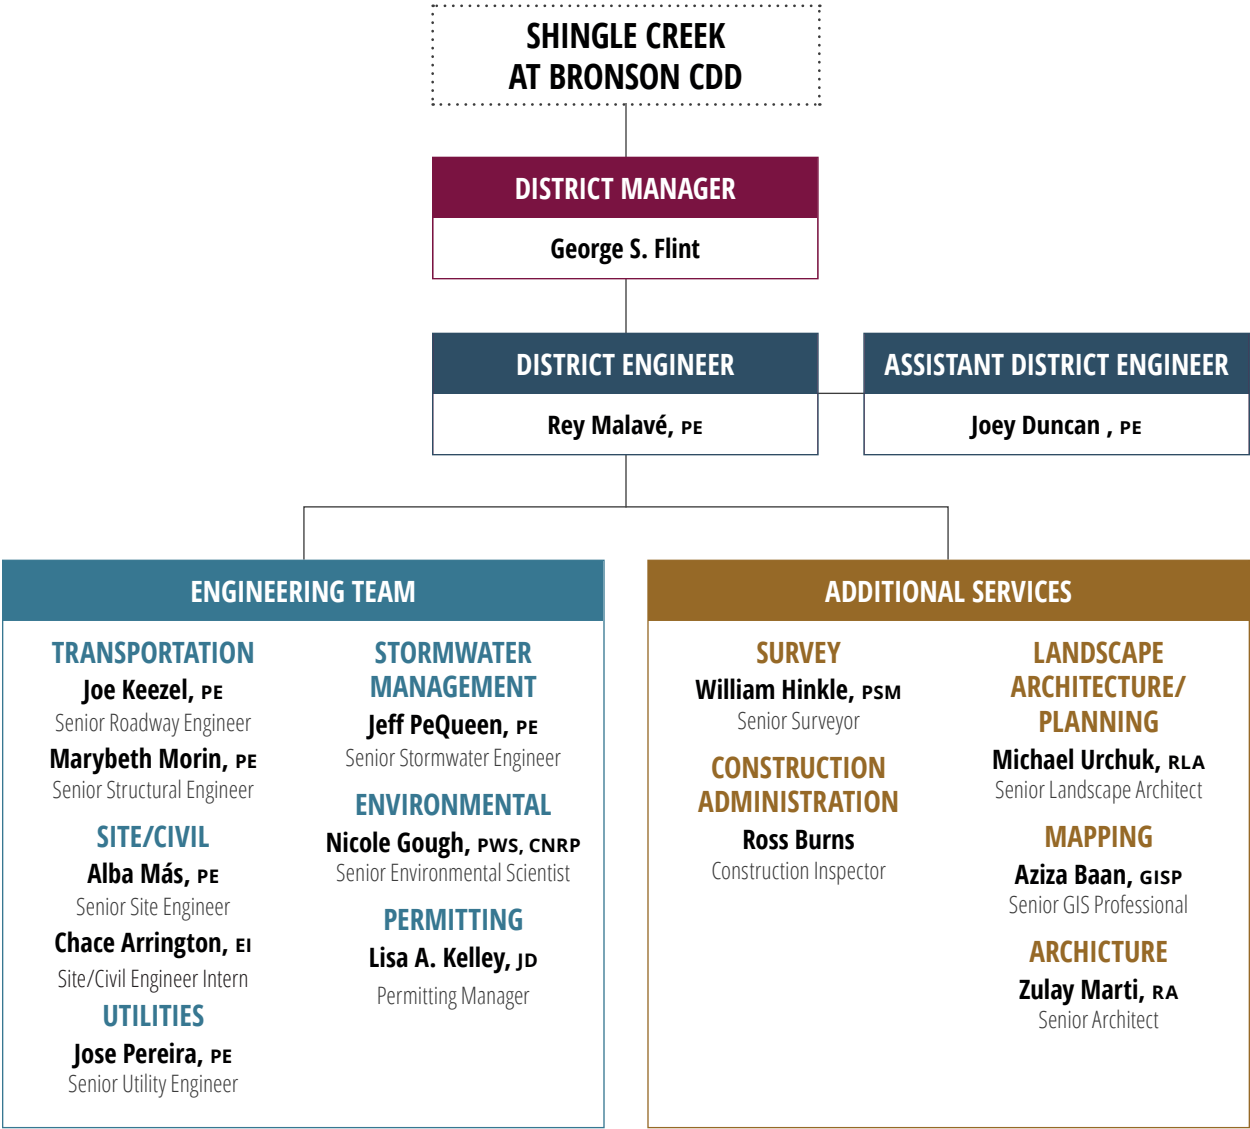 SHINGLE CREEK
AT BRONSON CDD
DISTRICT MANAGER
George S. Flint
DISTRICT ENGINEER
Rey Malavé, PE
ASSISTANT DISTRICT ENGINEER
Joey Duncan , PE
ENGINEERING TEAM
TRANSPORTATION
Joe Keezel, PE
Senior Roadway Engineer
Marybeth Morin, PE
Senior Structural Engineer
SITE/CIVIL
Alba Más, PE
Senior Site Engineer
Chace Arrington, EI
Site/Civil Engineer Intern
UTILITIES
Jose Pereira, PE
Senior Utility Engineer
STORMWATER
MANAGEMENT
Jeff PeQueen, PE
Senior Stormwater Engineer
ENVIRONMENTAL
Nicole Gough, PWS, CNRP
Senior Environmental Scientist
PERMITTING
Lisa A. Kelley, JD
Permitting Manager
ADDITIONAL SERVICES
SURVEY
William Hinkle, PSM
Senior Surveyor
CONSTRUCTION
ADMINISTRATION
Ross Burns
Construction Inspector
LANDSCAPE
ARCHITECTURE/
PLANNING
Michael Urchuk, RLA
Senior Landscape Architect
MAPPING
Aziza Baan, GISP
Senior GIS Professional
ARCHICTURE
Zulay Marti, RA
Senior Architect